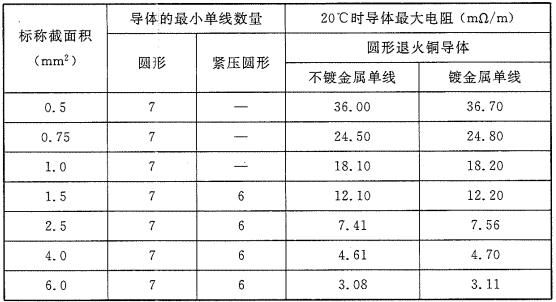 标称截面积
(mm²)
导体的最小单线数量
20℃时导体最大电阻(mΩ/m)
圆形
紧压圆形
圆形退火铜导体
不镀金属单线
镀金属单线
0.5 7 — 36.00 36.70
0.75 7 — 24.50 24.80
1.0 7 — 18.10 18.20
1.5 7 6 12.10 12.20
2.5 7 6 7.41 7.56
4.0 7 6 4.61 4.70
6.0 7 6 3.08 3.11